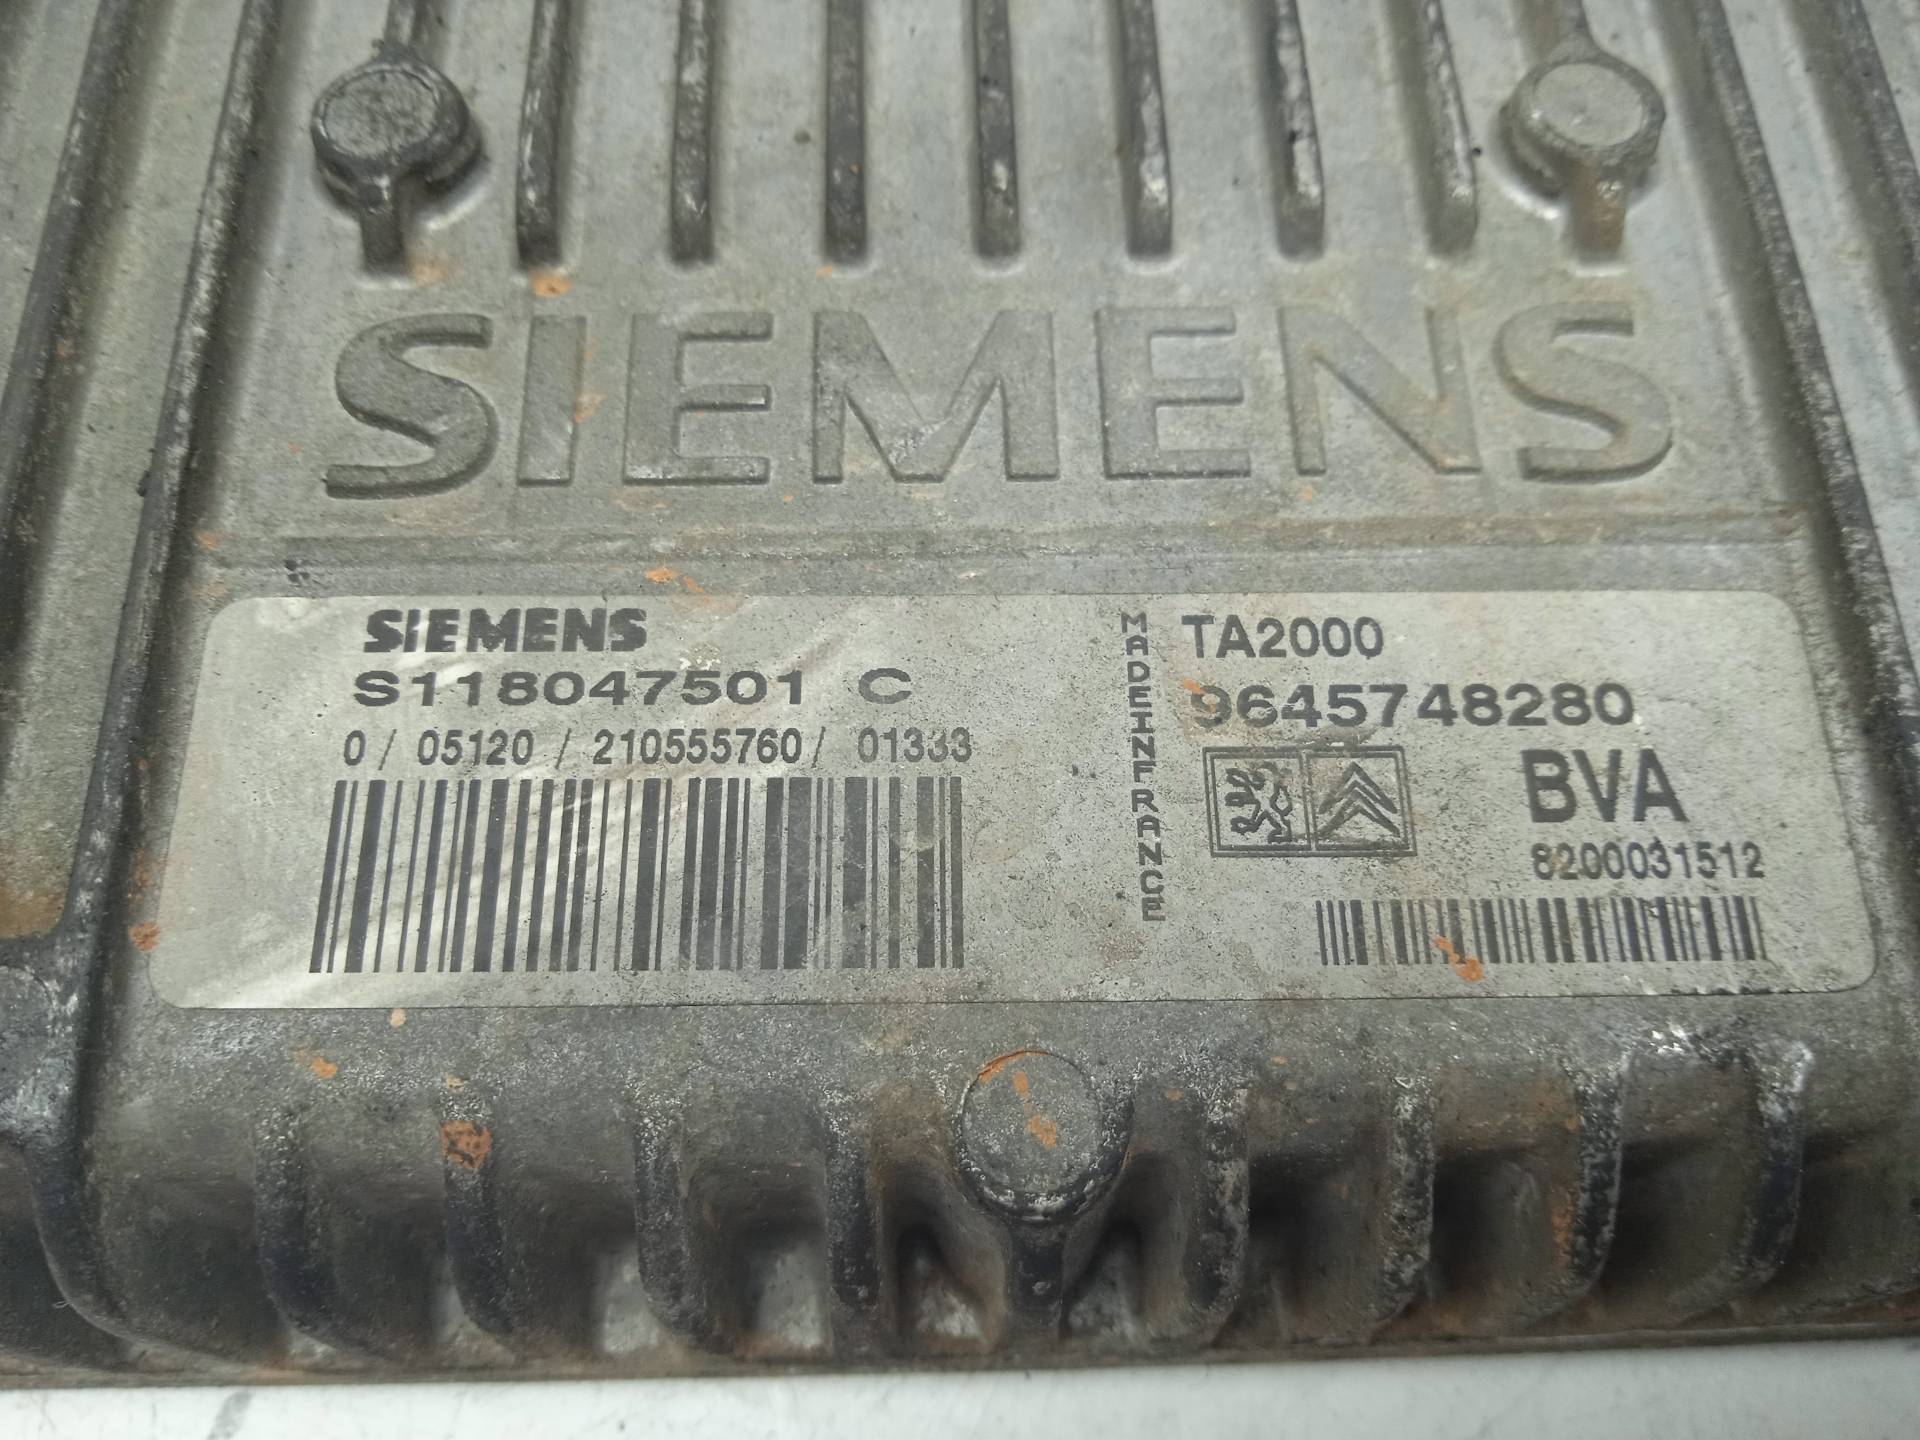 SIEMENS
SIEMENS
S118047501 C
0 / 05120 / 210555760 / 01333
MADE IN FRANCE
TA2000
9645748280
BVA
8200031512